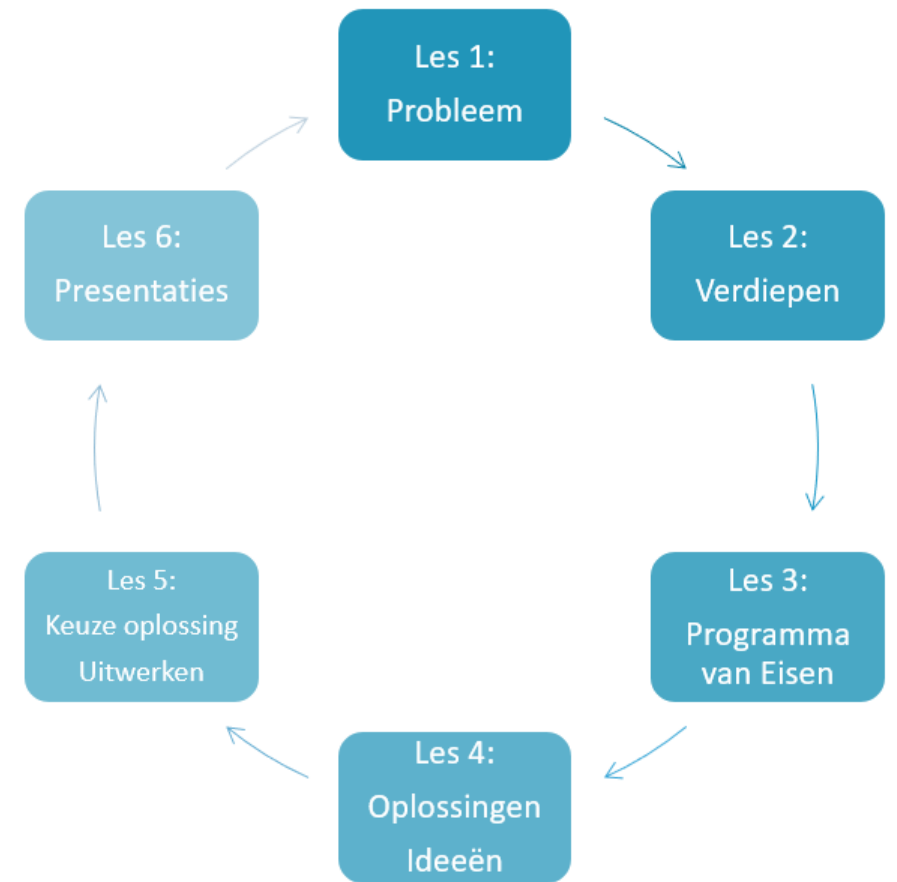 Les 1:
Probleem
Les 2:
Verdiepen
Les 3:
Programma
van Eisen
Les 4:
Oplossingen
Ideeën
Les 5:
Keuze oplossing
Uitwerken
Les 6:
Presentaties